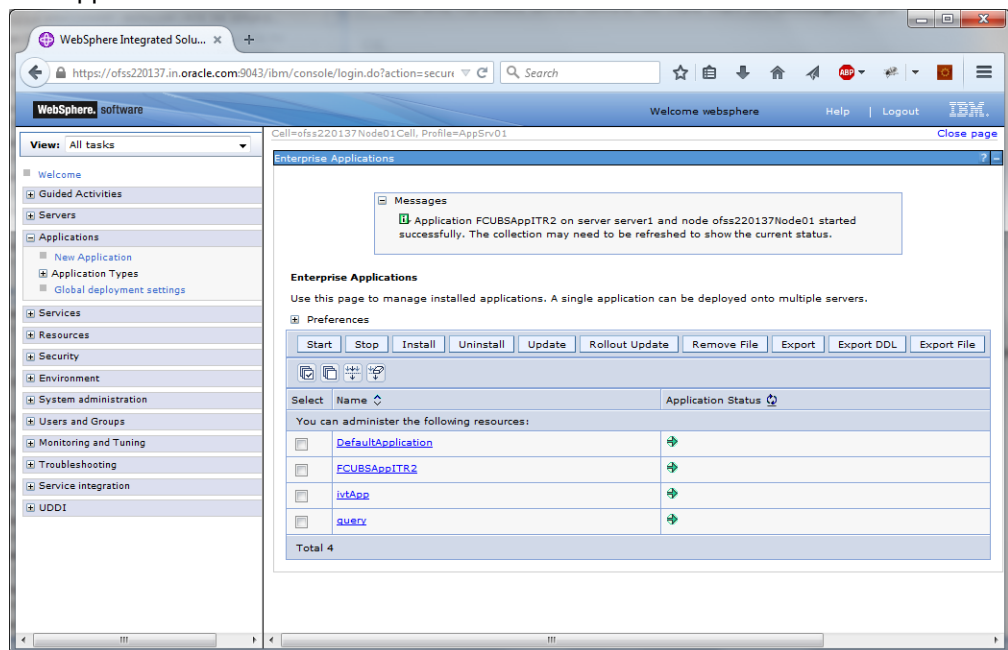 WebSphere Integrated Solu... × +
https://ofss220137.in.oracle.com:9043/ibm/console/login.do?action=secure
Search
ABP
WebSphere. software
Welcome websphere
Help | Logout
IBM.
View: All tasks
Welcome
Guided Activities
Servers
Applications
New Application
Application Types
Global deployment settings
Services
Resources
Security
Environment
System administration
Users and Groups
Monitoring and Tuning
Troubleshooting
Service integration
UDDI
Cell=ofss220137Node01Cell, Profile=AppSrv01
Close page
Enterprise Applications
? –
Messages
Application FCUBSAppITR2 on server server1 and node ofss220137Node01 started
successfully. The collection may need to be refreshed to show the current status.
Enterprise Applications
Use this page to manage installed applications. A single application can be deployed onto multiple servers.
Preferences
Start Stop Install Uninstall Update Rollout Update Remove File Export Export DDL Export File
Select Name Application Status
You can administer the following resources:
DefaultApplication
FCUBSAppITR2
ivtApp
query
Total 4